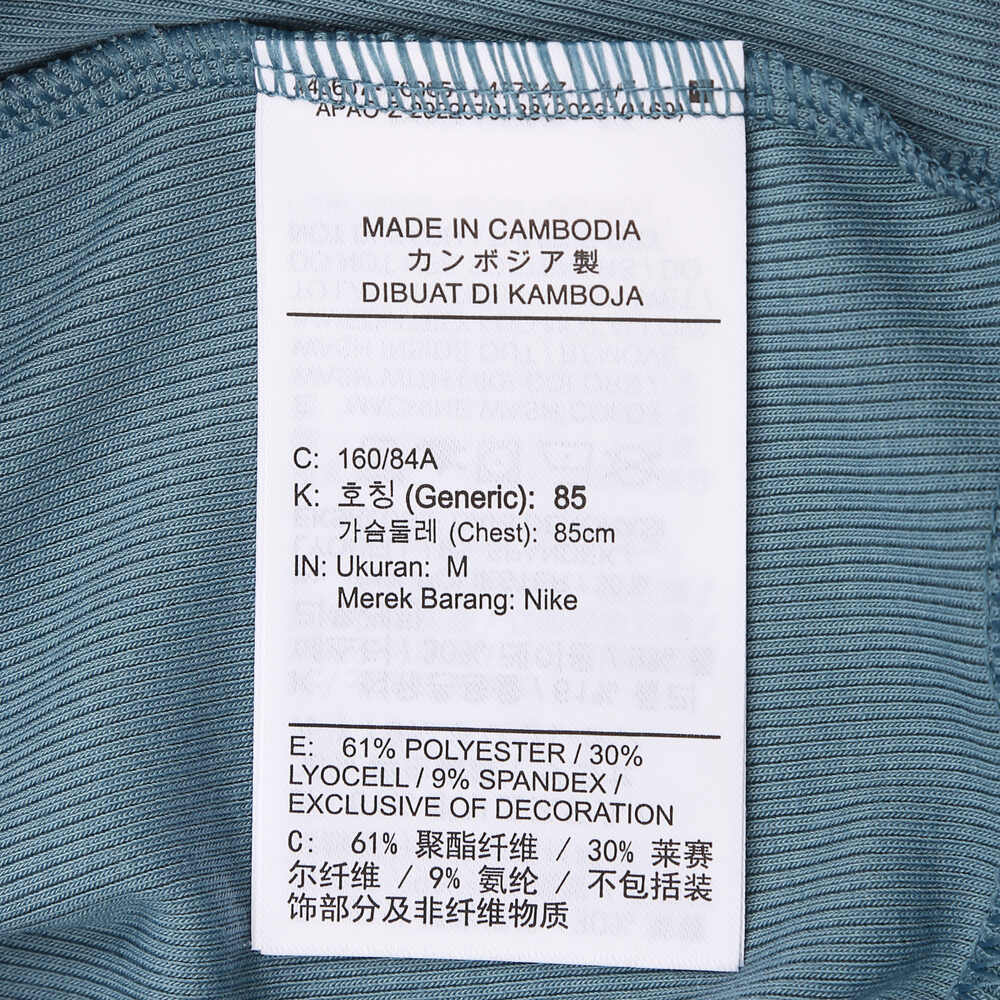 MADE IN CAMBODIA
カンボジア製
DIBUAT DI KAMBOJA
C: 160/84A
K: 호칭 (Generic): 85
가슴둘레 (Chest): 85cm
IN: Ukuran: M
Merek Barang: Nike
E: 61% POLYESTER / 30%
LYOCELL / 9% SPANDEX /
EXCLUSIVE OF DECORATION
C: 61% 聚酯纤维 / 30% 莱赛
尔纤维 / 9% 氨纶 / 不包括装
饰部分及非纤维物质